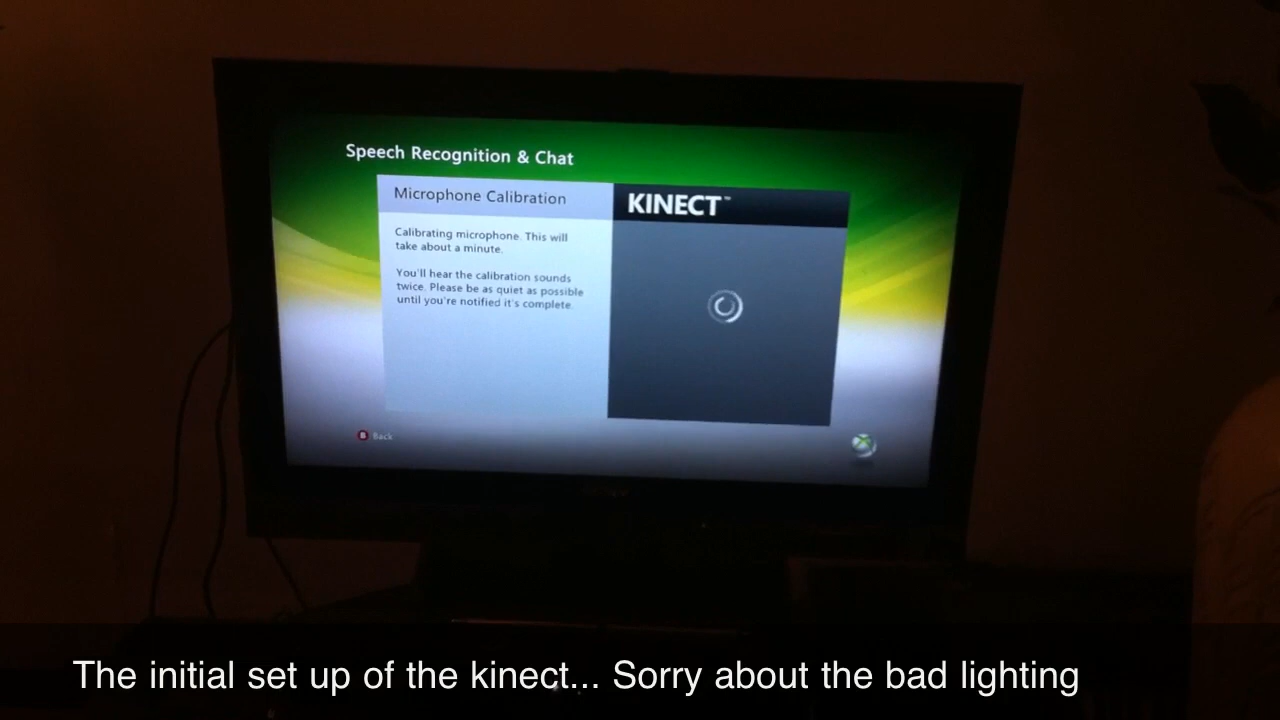 Speech Recognition & Chat
Microphone Calibration
KINECT™
Calibrating microphone. This will
take about a minute.
You'll hear the calibration sounds
twice. Please be as quiet as possible
until you're notified it's complete.
B Back
The initial set up of the kinect... Sorry about the bad lighting